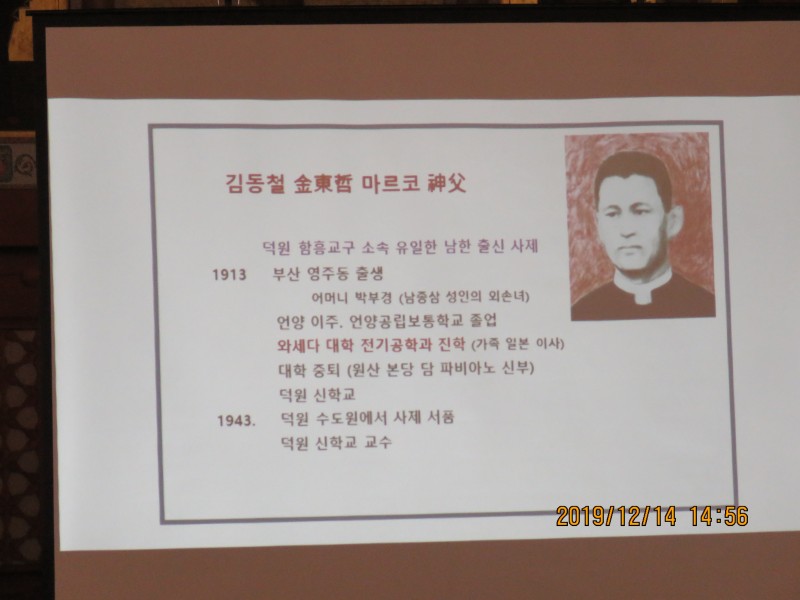 김동철 金東哲 마르코 神父
덕원 함흥교구 소속 유일한 남한 출신 사제
1913 부산 영주동 출생
어머니 박부경 (남종삼 성인의 외손녀)
언양 이주. 언양공립보통학교 졸업
와세다 대학 전기공학과 진학 (가족 일본 이사)
대학 중퇴 (원산 본당 담 파비아노 신부)
덕원 신학교
1943. 덕원 수도원에서 사제 서품
덕원 신학교 교수
2019/12/14 14:56